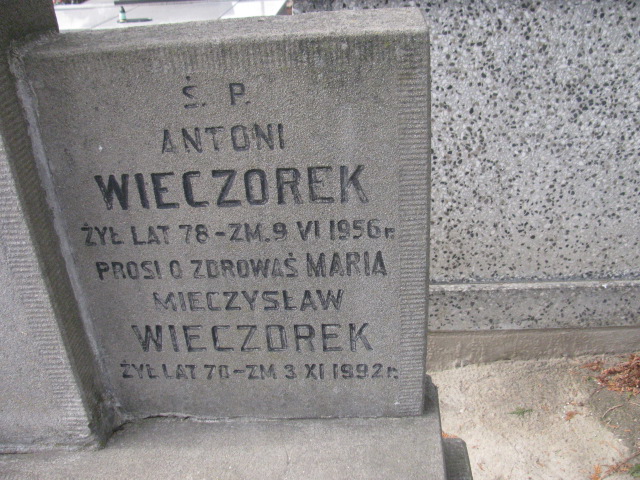 Ś. P.
ANTONI
WIECZOREK
ŻYŁ LAT 78 - ZM. 9 VI 1956 r.
PROSI O ZDROWAŚ MARIA
MIECZYSŁAW
WIECZOREK
ŻYŁ LAT 70 - ZM 3 XI 1992 r.